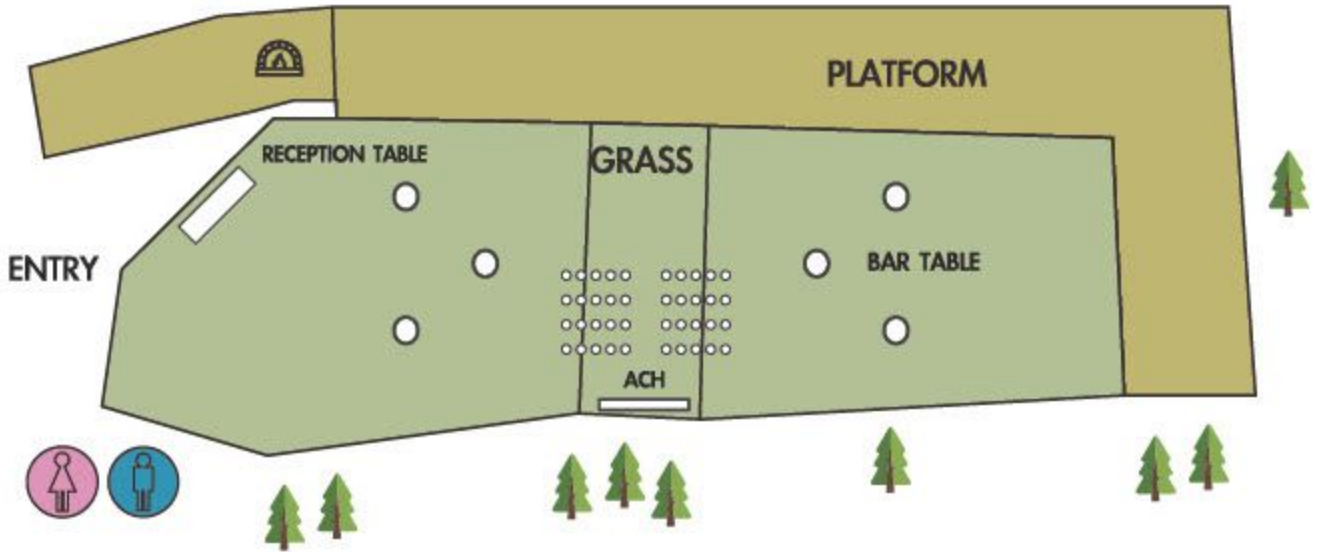 PLATFORM
RECEPTION TABLE
GRASS
ENTRY
BAR TABLE
ACH